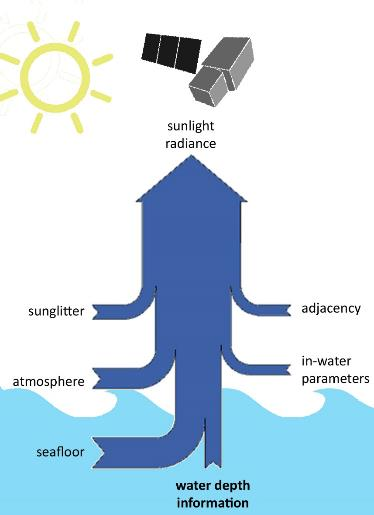 sunlight
radiance
sunglitter
adjacency
atmosphere
in-water
parameters
seafloor
water depth
information